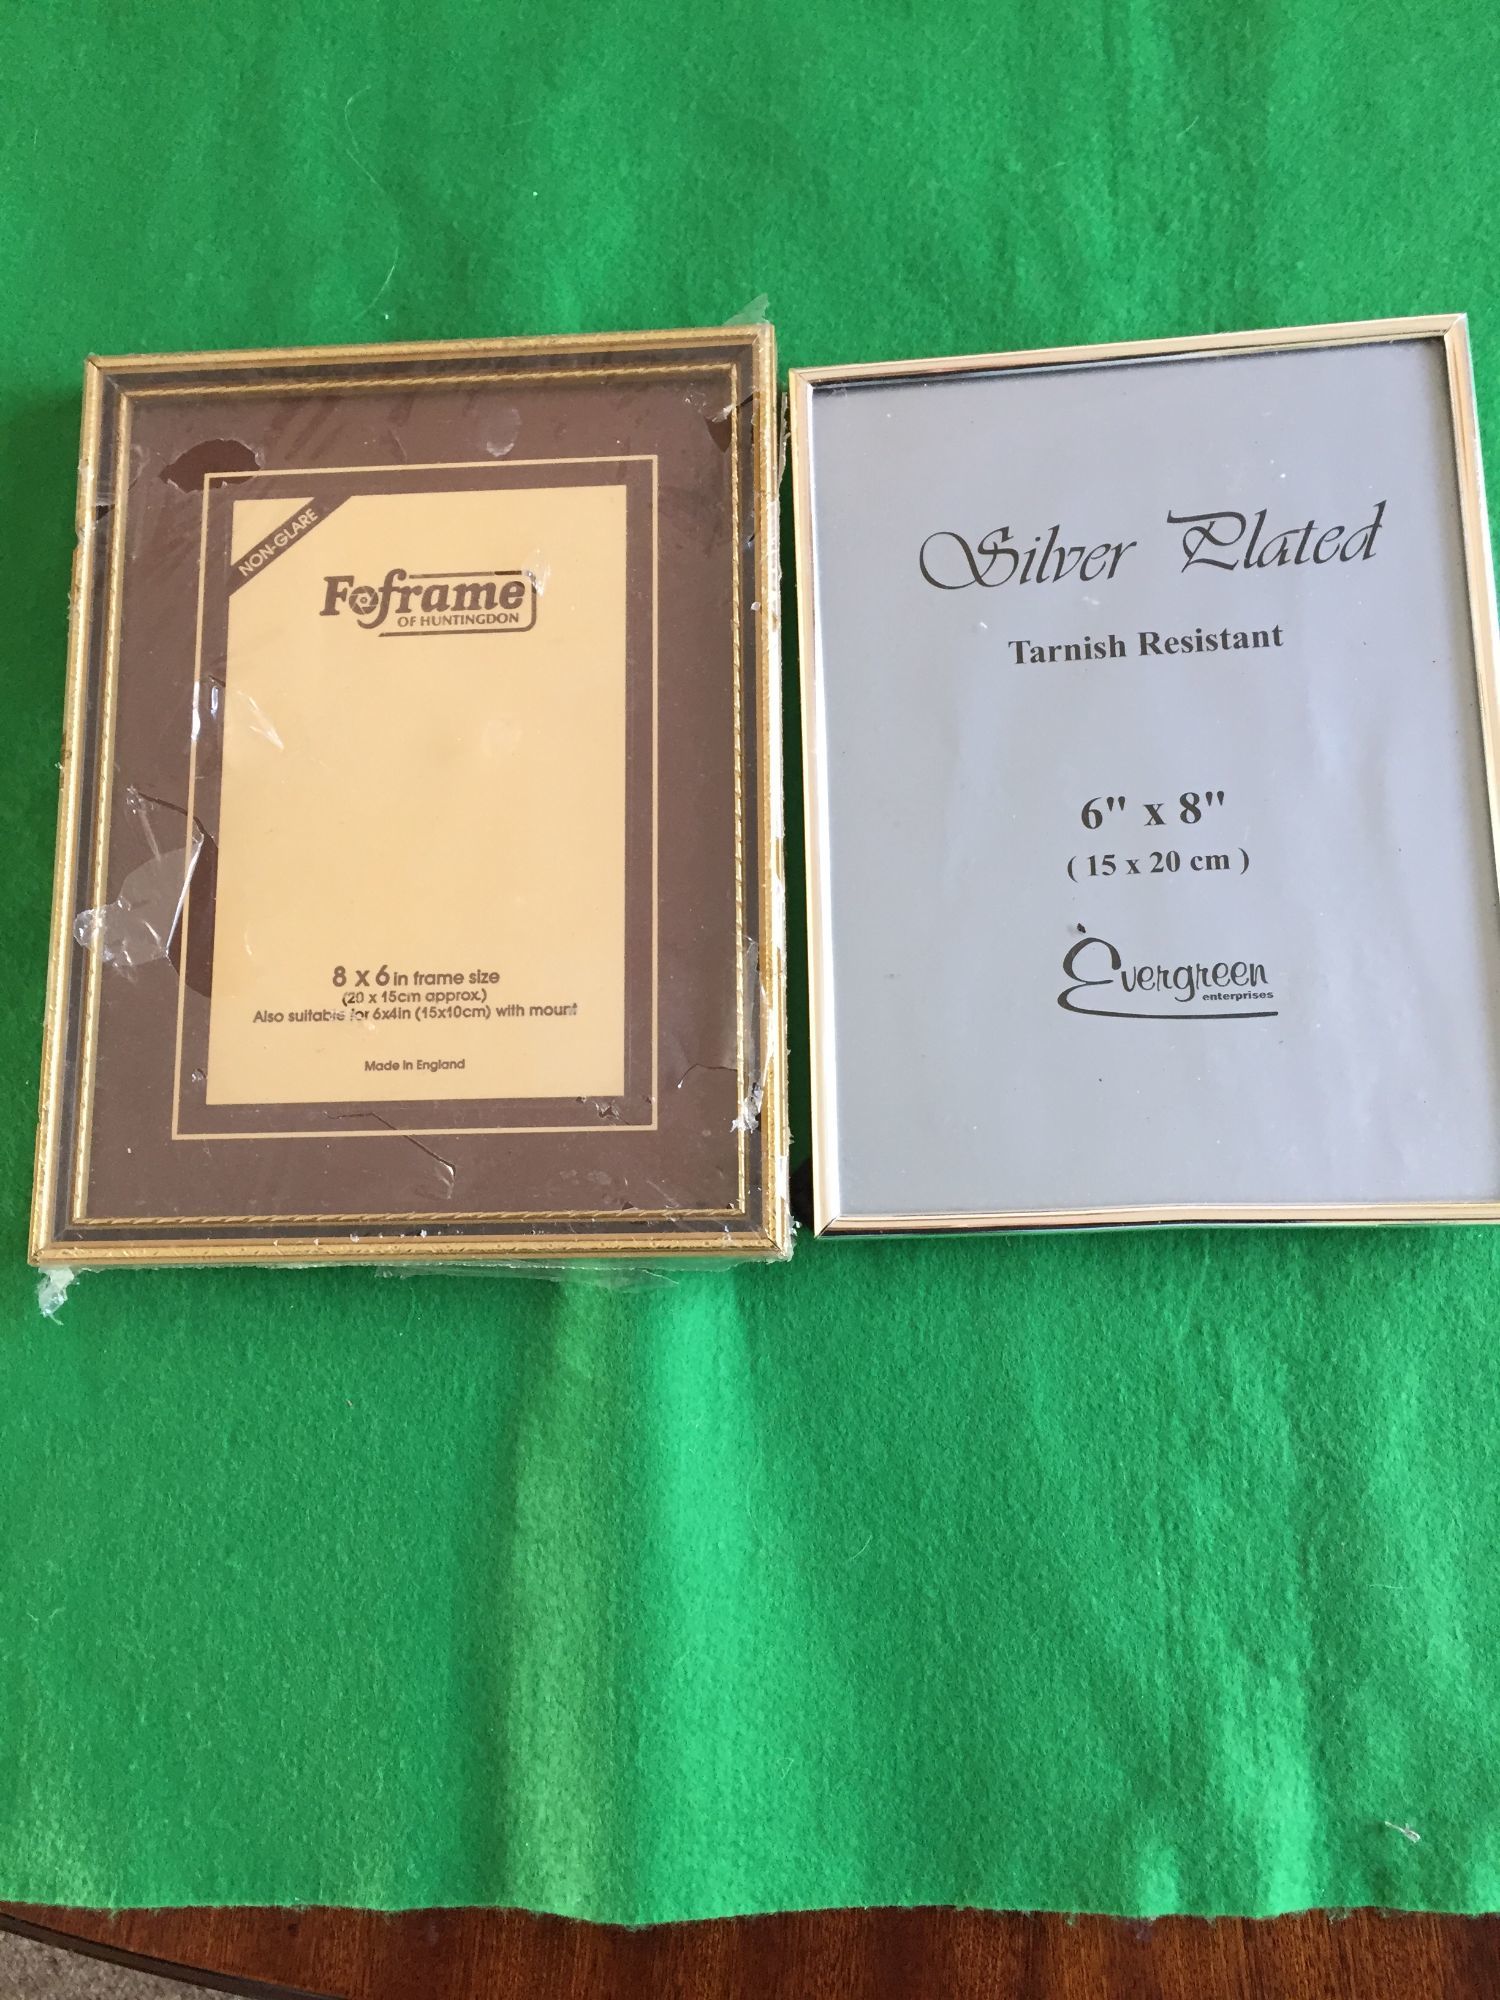 NON-GLARE
Foframe
OF HUNTINGDON
8 x 6 in frame size
(20 x 15cm approx.)
Also suitable for 6x4in (15x10cm) with mount
Made in England
Silver Plated
Tarnish Resistant
6" x 8"
( 15 x 20 cm )
Evergreen
enterprises